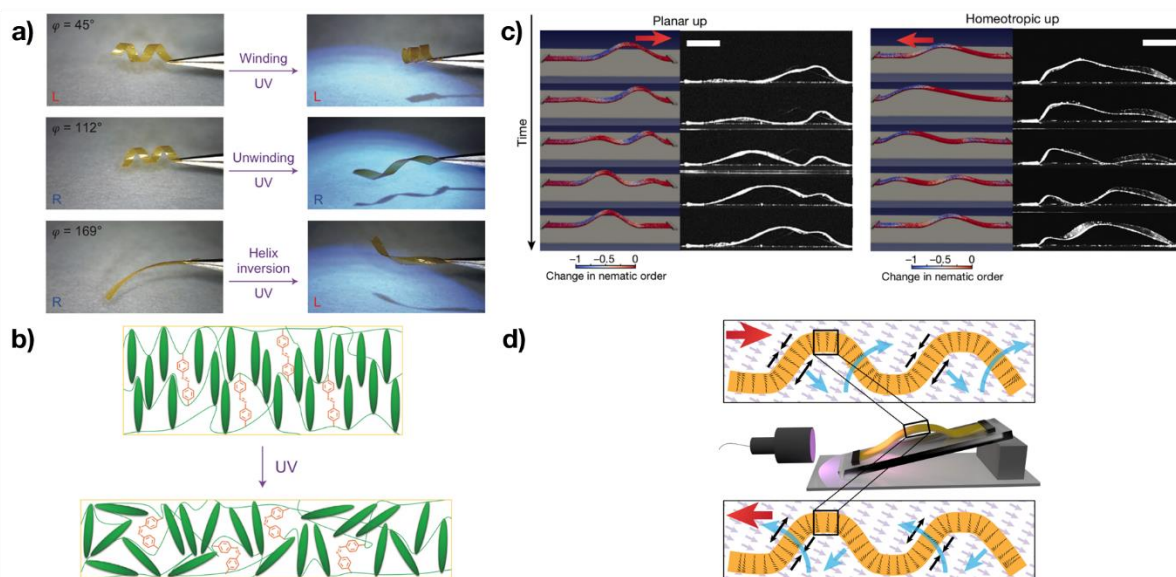 a)
φ = 45°
L
Winding
UV
L
φ = 112°
R
Unwinding
UV
R
φ = 169°
R
Helix
inversion
UV
L
b)
UV
c)
Planar up
Homeotropic up
Time
−1 −0.5 0
Change in nematic order
−1 −0.5 0
Change in nematic order
d)